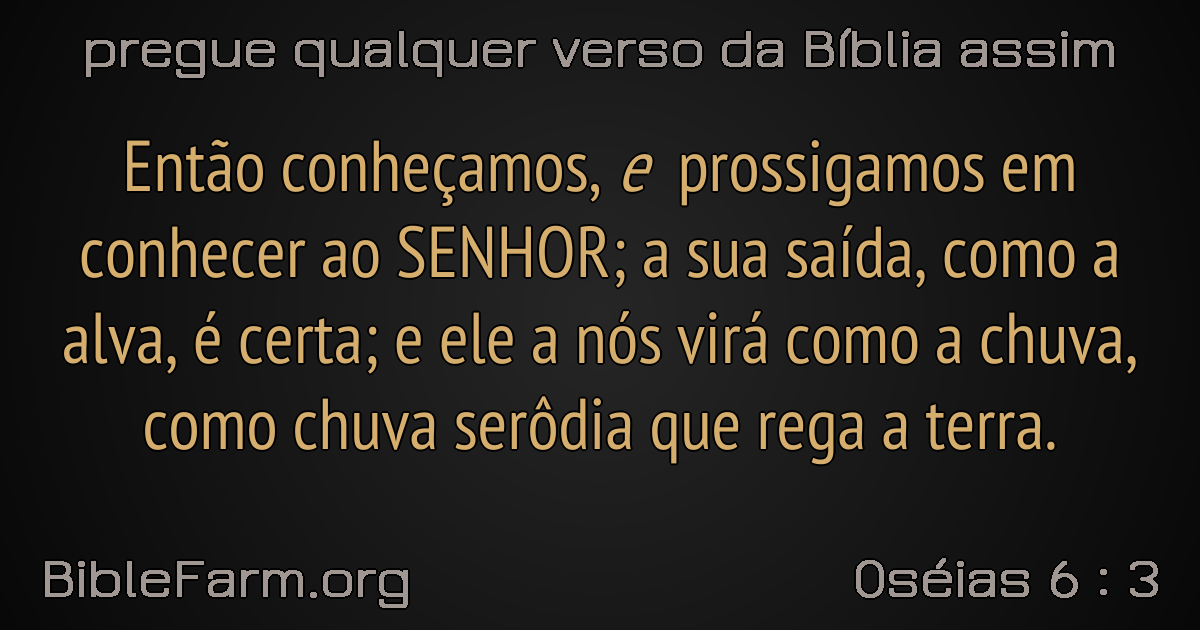 pregue qualquer verso da Bíblia assim
Então conheçamos, e prossigamos em
conhecer ao SENHOR; a sua saída, como a
alva, é certa; e ele a nós virá como a chuva,
como chuva serôdia que rega a terra.
BibleFarm.org
Oséias 6 : 3